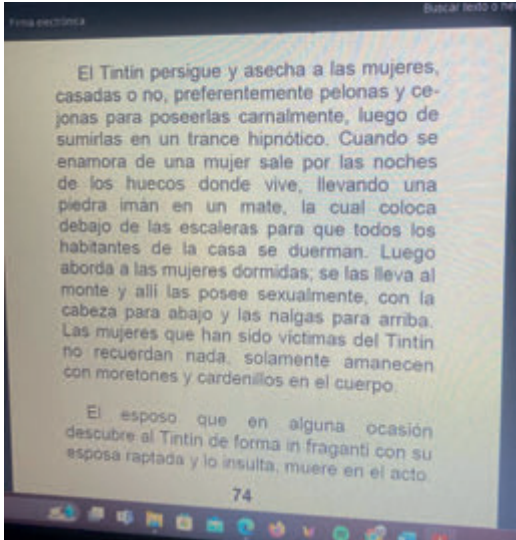 Firma electrónica
Buscar texto o he
El Tintin persigue y asecha a las mujeres,
casadas o no, preferentemente pelonas y ce-
jonas para poseerlas carnalmente, luego de
sumirlas en un trance hipnótico. Cuando se
enamora de una mujer sale por las noches
de los huecos donde vive, llevando una
piedra imán en un mate, la cual coloca
debajo de las escaleras para que todos los
habitantes de la casa se duerman. Luego
aborda a las mujeres dormidas; se las lleva al
monte y allí las posee sexualmente, con la
cabeza para abajo y las nalgas para arriba.
Las mujeres que han sido víctimas del Tintin
no recuerdan nada, solamente amanecen
con moretones y cardenillos en el cuerpo.
El esposo que en alguna ocasión
descubre al Tintin de forma in fraganti con su
esposa raptada y lo insulta, muere en el acto.
74